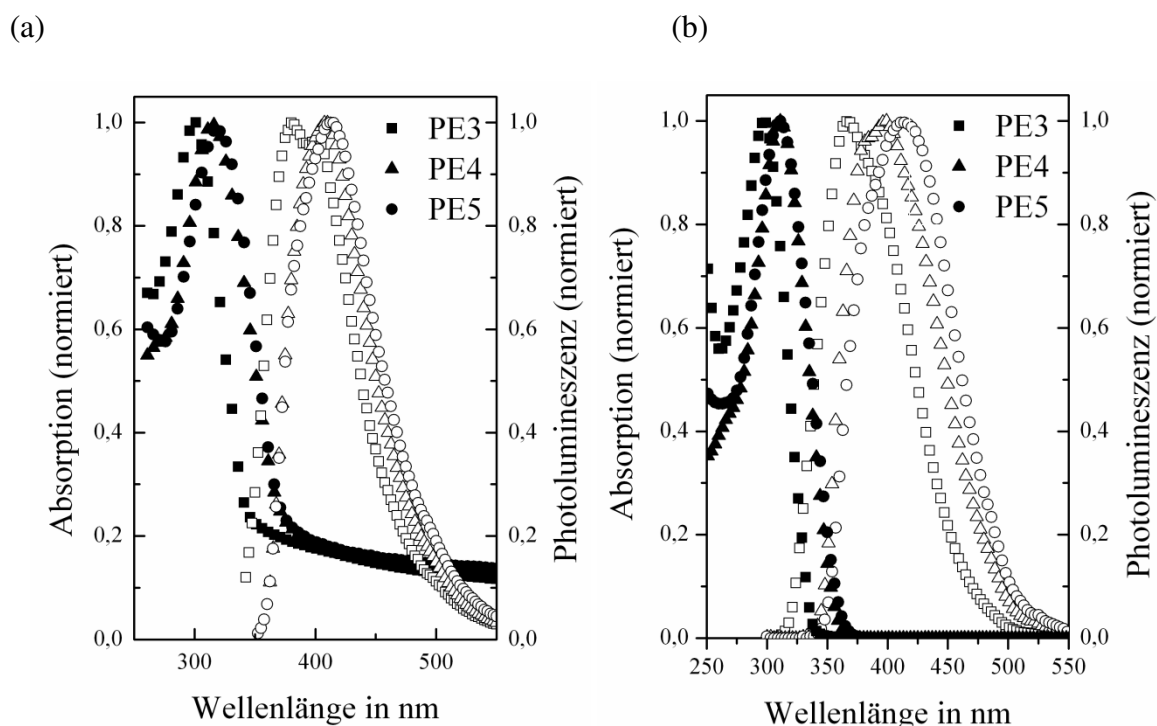 (a)
(b)
Absorption (normiert)
1,0
0,8
0,6
0,4
0,2
0,0
PE3
PE4
PE5
1,0
0,8
0,6
0,4
0,2
0,0
Photolumineszenz (normiert)
300 400 500
Wellenlänge in nm
Absorption (normiert)
1,0
0,8
0,6
0,4
0,2
0,0
PE3
PE4
PE5
1,0
0,8
0,6
0,4
0,2
0,0
Photolumineszenz (normiert)
250 300 350 400 450 500 550
Wellenlänge in nm